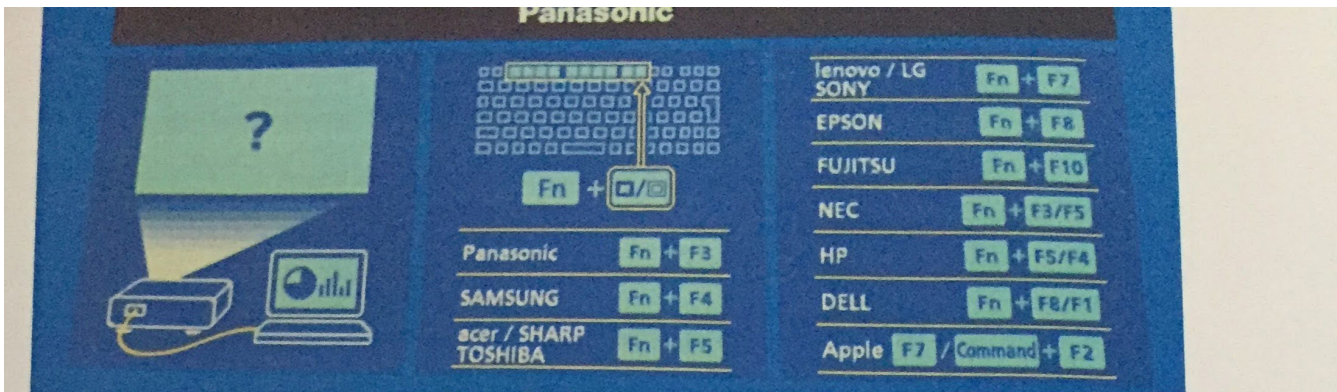 Panasonic
?
Fn +
Panasonic Fn + F3
SAMSUNG Fn + F4
acer / SHARP
TOSHIBA Fn + F5
lenovo / LG
SONY Fn + F7
EPSON Fn + F8
FUJITSU Fn + F10
NEC Fn + F3/F5
HP Fn + F5/F4
DELL Fn + F8/F1
Apple F7 / Command + F2